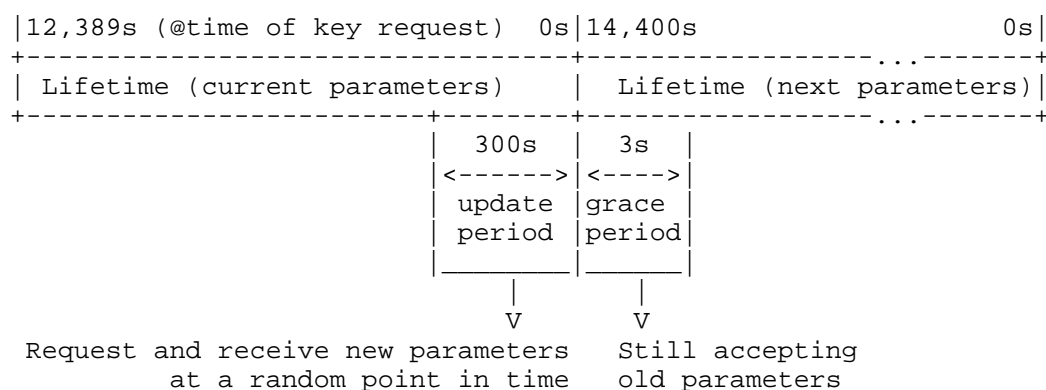 |12,389s (@time of key request)  0s|14,400s                   0s|
+-----------------------------------+------------------...-------+
| Lifetime (current parameters)     |  Lifetime (next parameters)|
+--------------------------+--------+------------------...-------+
                           |  300s  |  3s  |
                           |<------>|<---->|
                           | update |grace |
                           | period |period|
                           |________|______|
                                |       |
                                V       V
 Request and receive new parameters   Still accepting
          at a random point in time   old parameters